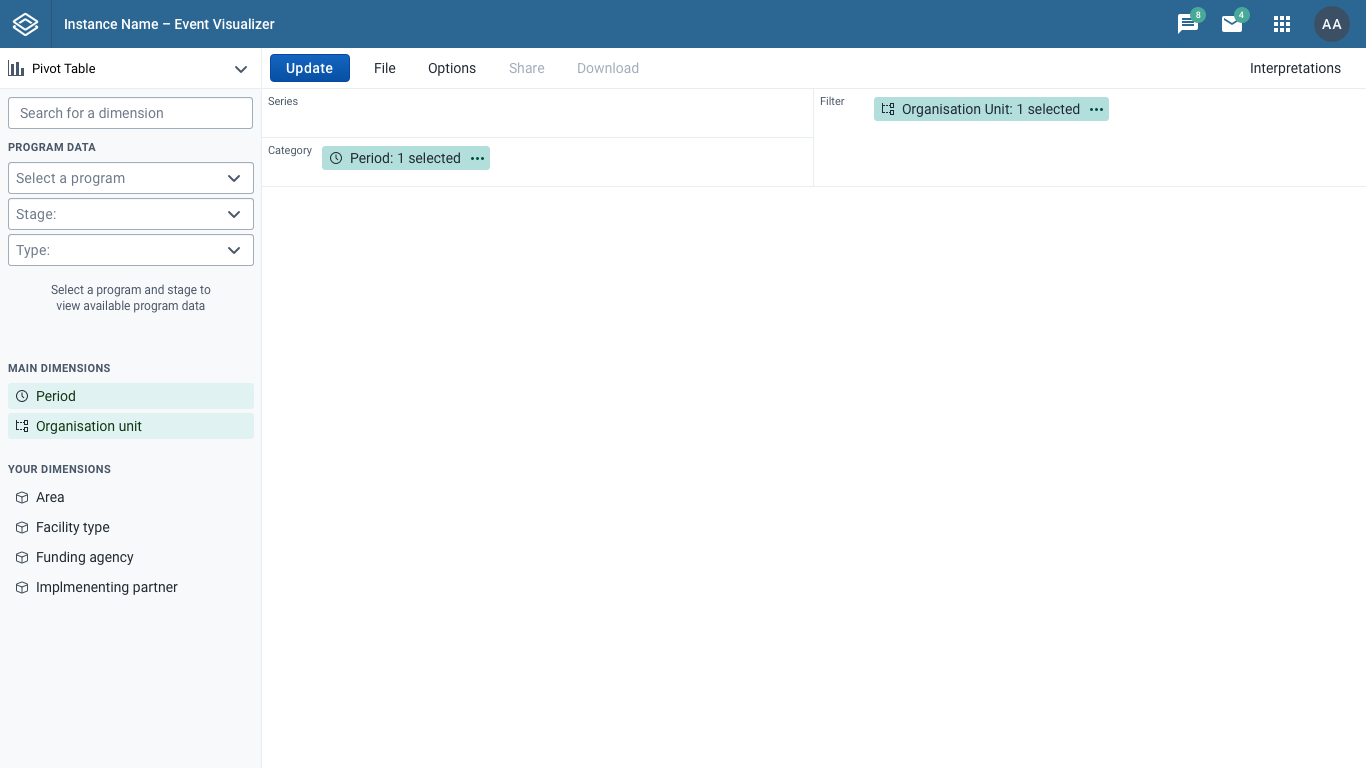 Instance Name – Event Visualizer
8
4
AA
Pivot Table
Update
File
Options
Share
Download
Interpretations
Search for a dimension
PROGRAM DATA
Select a program
Stage:
Type:
Select a program and stage to
view available program data
MAIN DIMENSIONS
Period
Organisation unit
YOUR DIMENSIONS
Area
Facility type
Funding agency
Implmenenting partner
Series
Category
Period: 1 selected
Filter
Organisation Unit: 1 selected